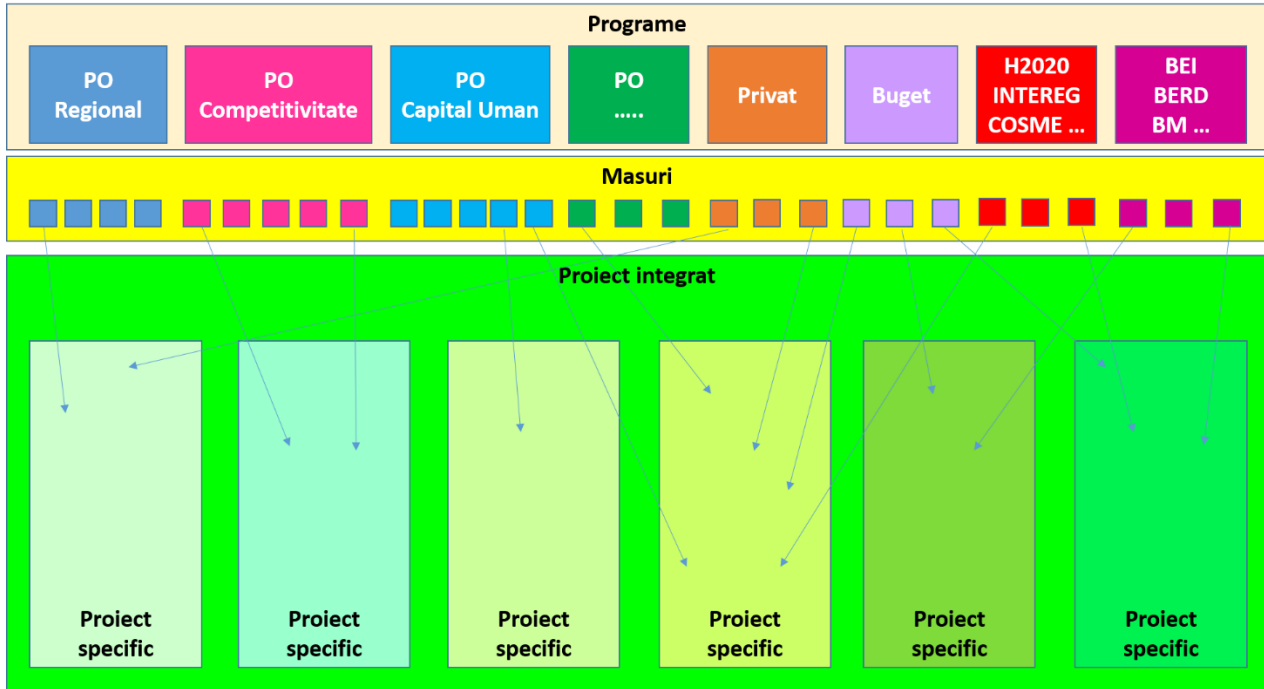 Programe
PO
Regional
PO
Competitivitate
PO
Capital Uman
PO
.....
Privat
Buget
H2020
INTEREG
COSME ...
BEI
BERD
BM ...
Masuri
Proiect integrat
Proiect
specific
Proiect
specific
Proiect
specific
Proiect
specific
Proiect
specific
Proiect
specific